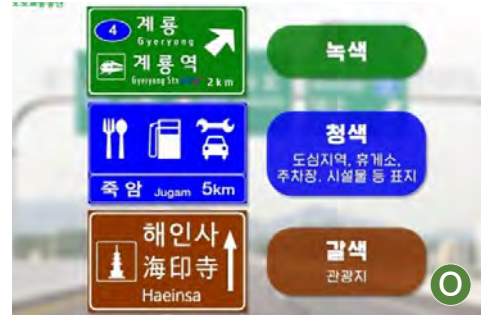 4 계룡
Gyeryong
계룡역
Gyeryong Stn 2km
녹색
죽암 Jugam 5km
청색
도심지역, 휴게소,
주차장, 시설물 등 표지
해인사
海印寺
Haeinsa
갈색
관광지
O